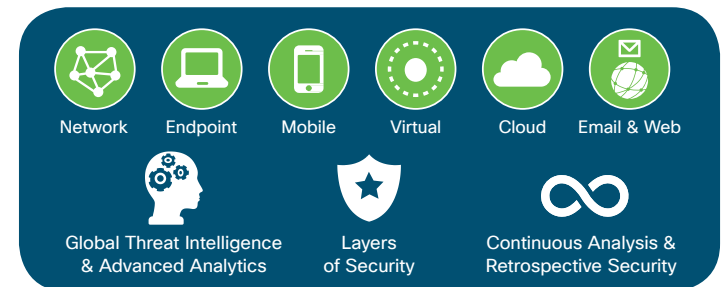 Network
Endpoint
Mobile
Virtual
Cloud
Email & Web
Global Threat Intelligence
& Advanced Analytics
Layers
of Security
Continuous Analysis &
Retrospective Security